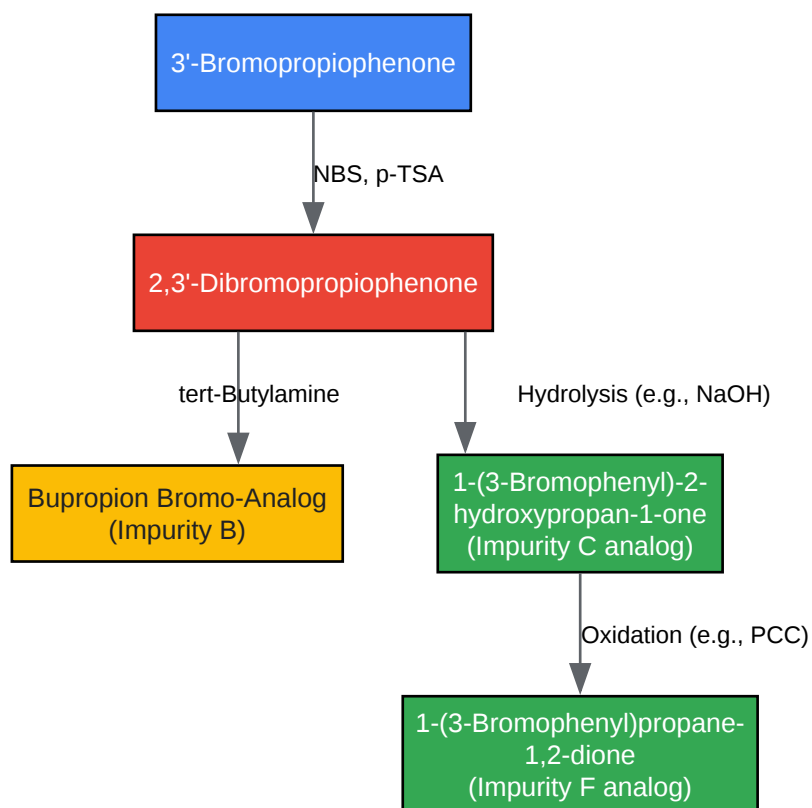 3'-Bromopropiophenone
NBS, p-TSA
2,3'-Dibromopropiophenone
tert-Butylamine
Hydrolysis (e.g., NaOH)
Bupropion Bromo-Analog
(Impurity B)
1-(3-Bromophenyl)-2-
hydroxypropan-1-one
(Impurity C analog)
Oxidation (e.g., PCC)
1-(3-Bromophenyl)propane-
1,2-dione
(Impurity F analog)